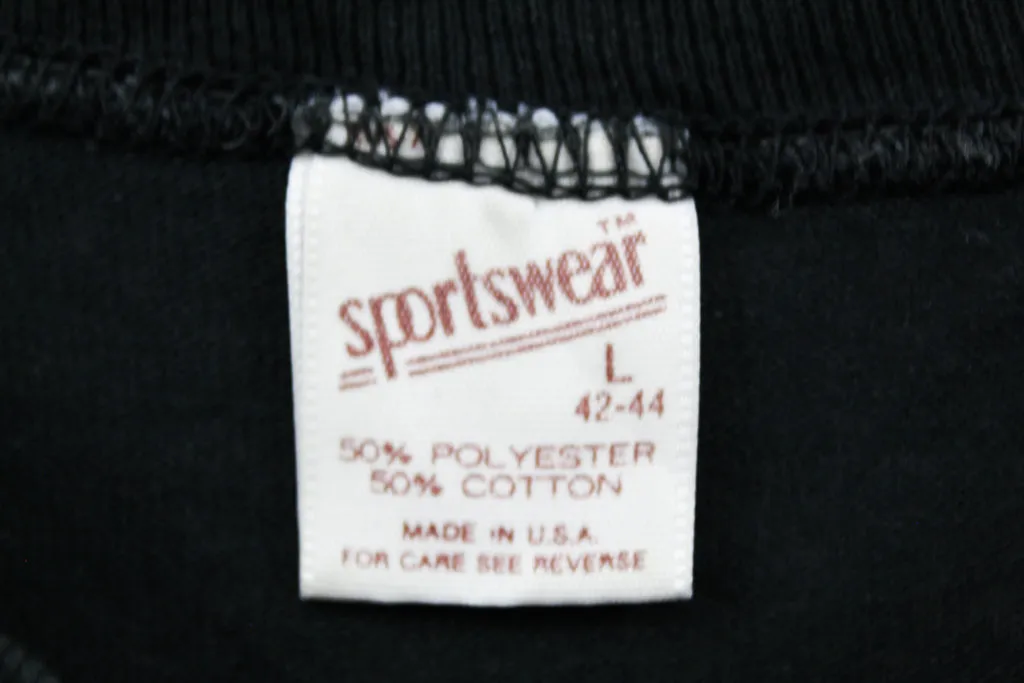 sportswear™
L
42-44
50% POLYESTER
50% COTTON
MADE IN U.S.A.
FOR CARE SEE REVERSE